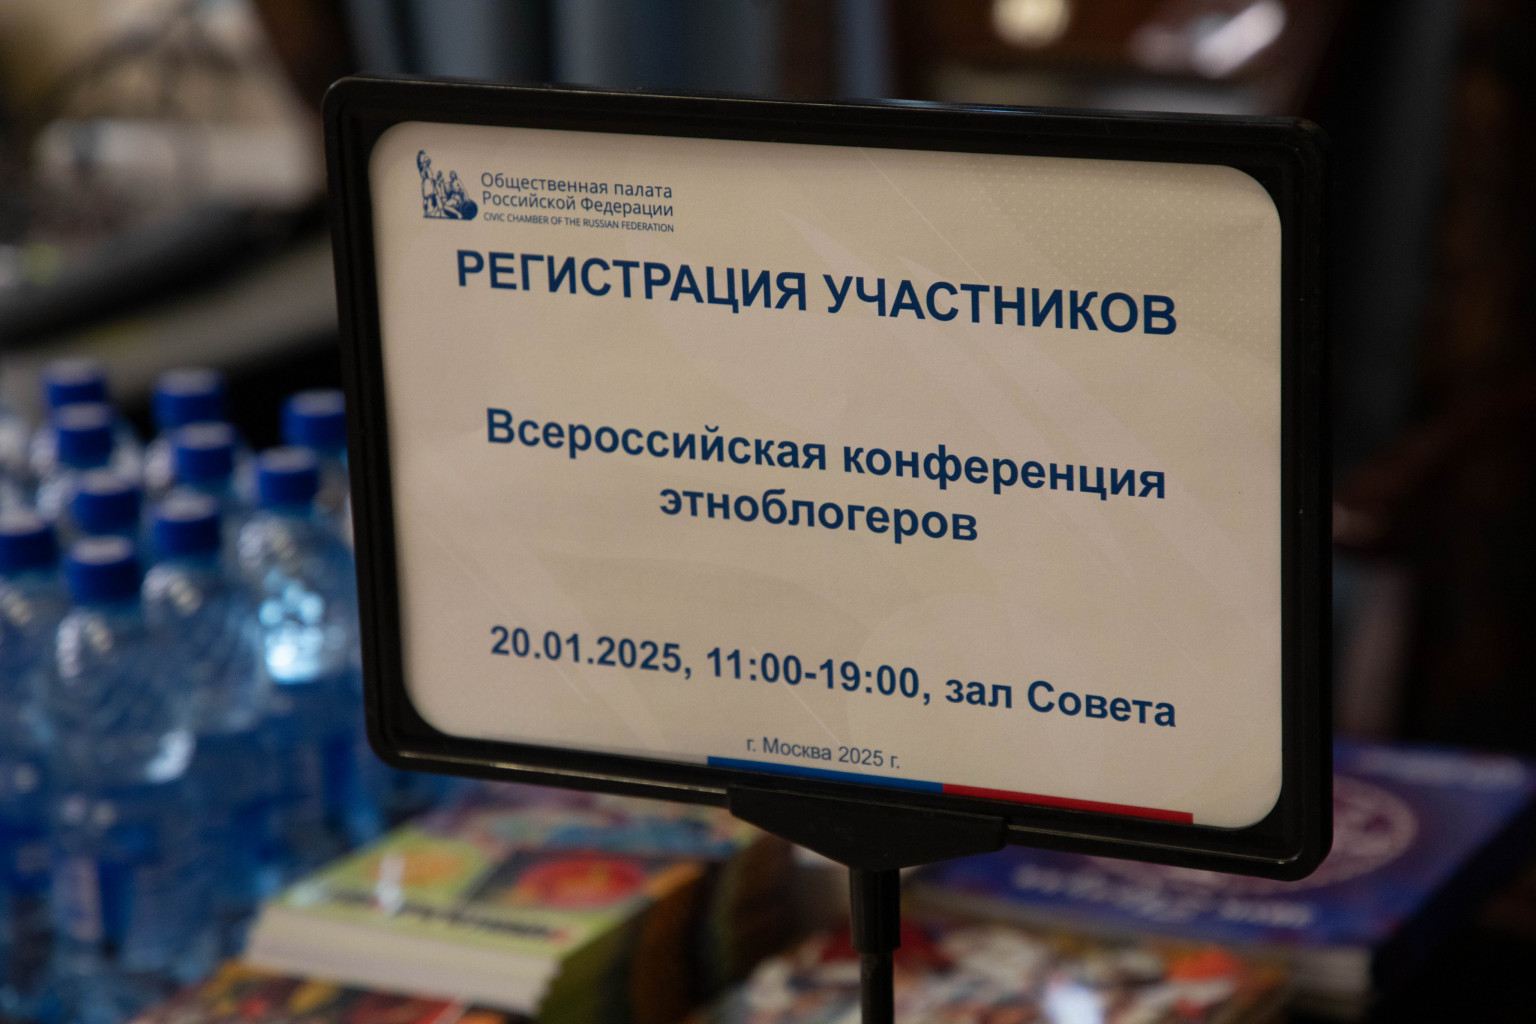 Общественная палата
Российской Федерации
CIVIC CHAMBER OF THE RUSSIAN FEDERATION
РЕГИСТРАЦИЯ УЧАСТНИКОВ
Всероссийская конференция
этноблогеров
20.01.2025, 11:00-19:00, зал Совета
г. Москва 2025 г.